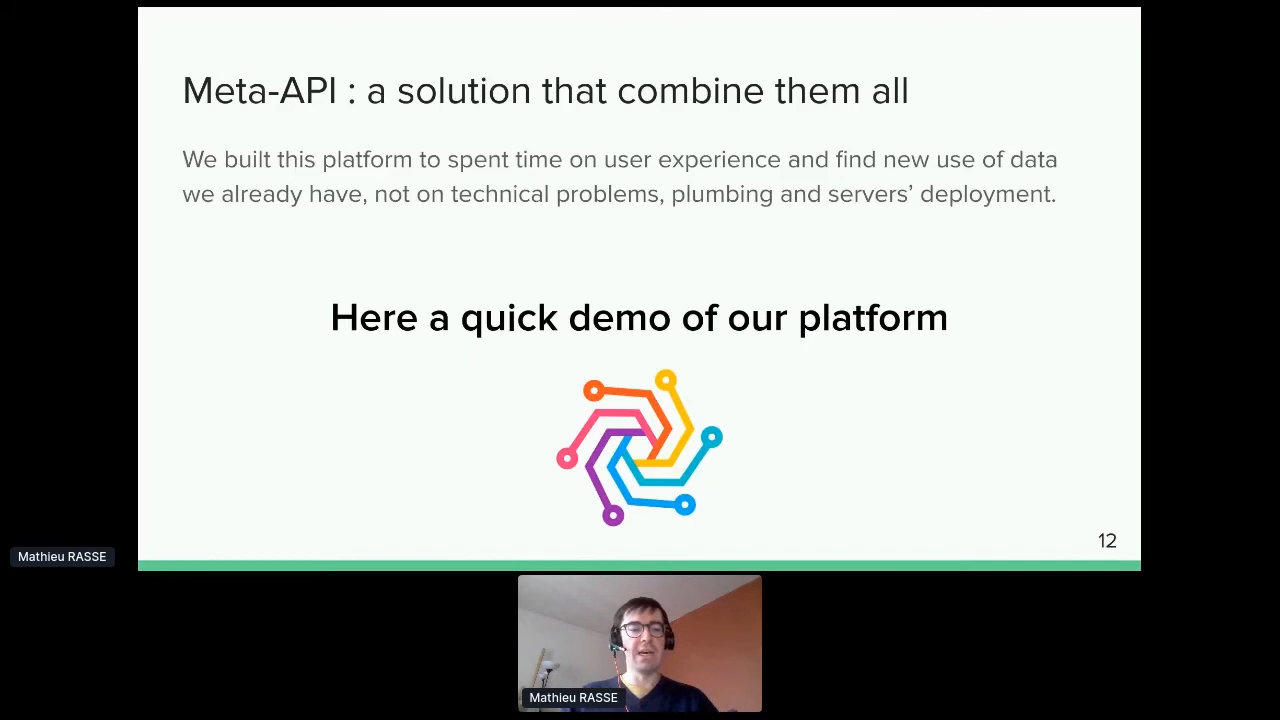 Meta-API : a solution that combine them all
We built this platform to spent time on user experience and find new use of data
we already have, not on technical problems, plumbing and servers’ deployment.
Here a quick demo of our platform
12
Mathieu RASSE
Mathieu RASSE